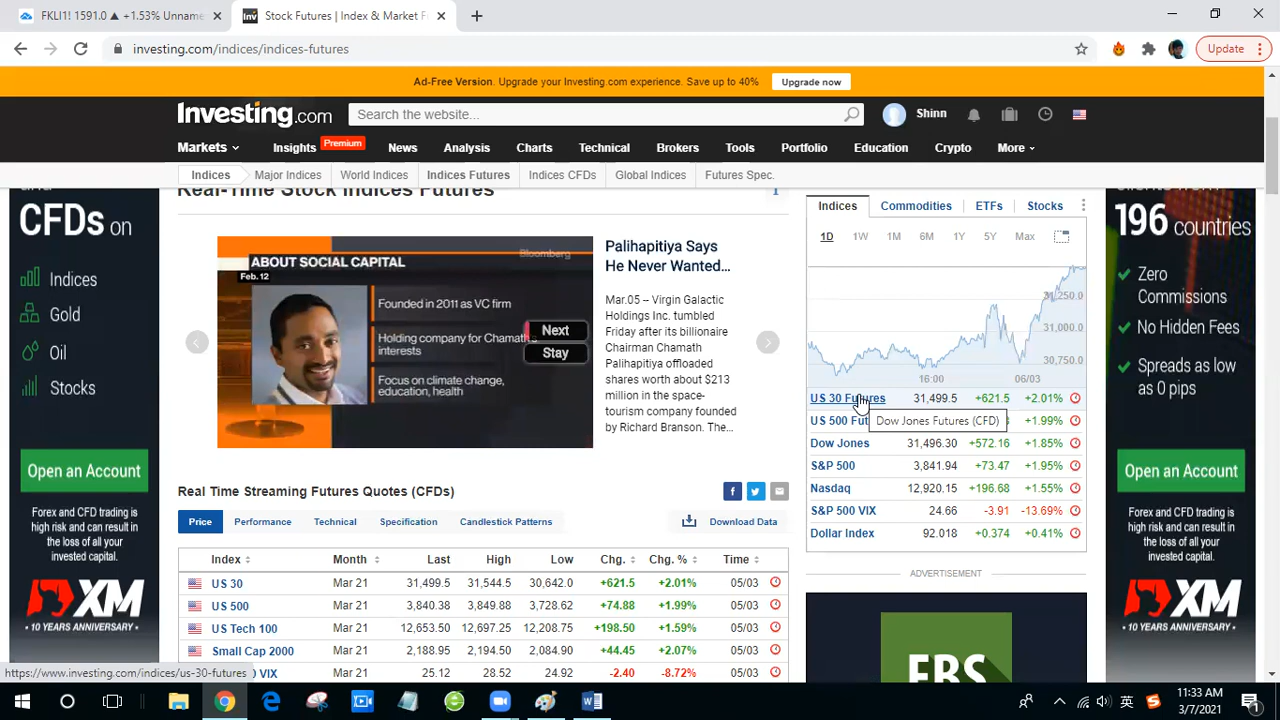 FKLI1! 1591.0 ▲ +1.53% Unname
Stock Futures | Index & Market F
investing.com/indices/indices-futures
Update
Ad-Free Version. Upgrade your Investing.com experience. Save up to 40%
Upgrade now
Investing.com
Search the website...
Shinn
Markets
Insights
Premium
News
Analysis
Charts
Technical
Brokers
Tools
Portfolio
Education
Crypto
More
Indices
Major Indices
World Indices
Indices Futures
Indices CFDs
Global Indices
Futures Spec.
CFDs on
Indices
Gold
Oil
Stocks
Open an Account
Forex and CFD trading is
high risk and can result in
the loss of all your
invested capital.
XM
10 YEARS ANNIVERSARY
Real-Time Stock Indices Futures
Bloomberg
ABOUT SOCIAL CAPITAL
Feb. 12
Founded in 2011 as VC firm
Holding company for Chamath
interests
Focus on climate change,
education, health
Next
Stay
Palihapitiya Says
He Never Wanted...
Mar.05 -- Virgin Galactic
Holdings Inc. tumbled
Friday after its billionaire
Chairman Chamath
Palihapitiya offloaded
shares worth about $213
million in the space-
tourism company founded
by Richard Branson. The...
Real Time Streaming Futures Quotes (CFDs)
Price
Performance
Technical
Specification
Candlestick Patterns
Download Data
Index Month Last High Low Chg. Chg. % Time
US 30 Mar 21 31,499.5 31,544.5 30,642.0 +621.5 +2.01% 05/03
US 500 Mar 21 3,840.38 3,849.88 3,728.62 +74.88 +1.99% 05/03
US Tech 100 Mar 21 12,653.50 12,697.25 12,208.75 +198.50 +1.59% 05/03
Small Cap 2000 Mar 21 2,188.95 2,194.50 2,084.90 +44.45 +2.07% 05/03
VIX Mar 21 25.12 28.52 24.92 -2.40 -8.72% 05/03
Indices
Commodities
ETFs
Stocks
1D
1W
1M
6M
1Y
5Y
Max
31,250.0
31,000.0
30,750.0
16:00
06/03
US 30 Futures 31,499.5 +621.5 +2.01%
US 500 Fut +1.99%
Dow Jones Futures (CFD)
Dow Jones 31,496.30 +572.16 +1.85%
S&P 500 3,841.94 +73.47 +1.95%
Nasdaq 12,920.15 +196.68 +1.55%
S&P 500 VIX 24.66 -3.91 -13.69%
Dollar Index 92.018 +0.374 +0.41%
ADVERTISEMENT
FBS
196 countries
Zero
Commissions
No Hidden Fees
Spreads as low
as 0 pips
Open an Account
Forex and CFD trading is
high risk and can result in
the loss of all your
invested capital.
XM
10 YEARS ANNIVERSARY
https://www.investing.com/indices/us-30-futures
英
11:33 AM
3/7/2021
1